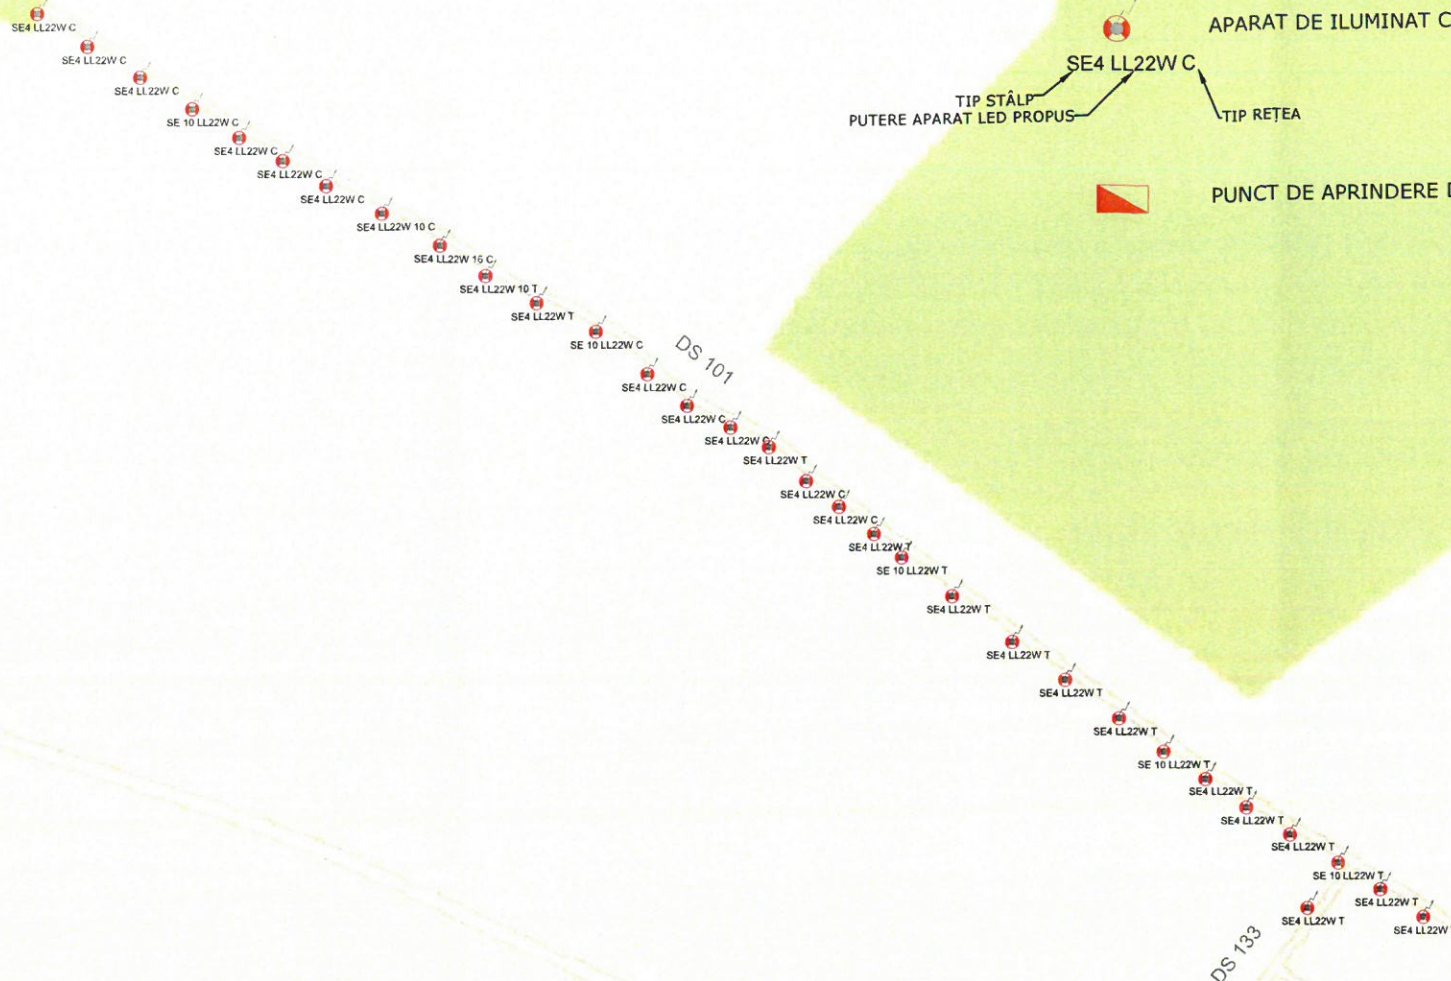 APARAT DE ILUMINAT C
SE4 LL22W C
TIP STÂLP
PUTERE APARAT LED PROPUS
TIP REȚEA
PUNCT DE APRINDERE D
SE4 LL22W C
SE4 LL22W C
SE4 LL22W C
SE 10 LL22W C
SE4 LL22W C
SE4 LL22W C
SE4 LL22W C
SE4 LL22W 10 C
SE4 LL22W 16 C
SE4 LL22W 10 T
SE4 LL22W T
SE 10 LL22W C
DS 101
SE4 LL22W C
SE4 LL22W C
SE4 LL22W C
SE4 LL22W T
SE4 LL22W C
SE4 LL22W C
SE4 LL22W T
SE 10 LL22W T
SE4 LL22W T
SE4 LL22W T
SE4 LL22W T
SE4 LL22W T
SE 10 LL22W T
SE4 LL22W T
SE4 LL22W T
SE4 LL22W T
SE 10 LL22W T
SE4 LL22W T
SE4 LL22W T
SE4 LL22W
DS 133